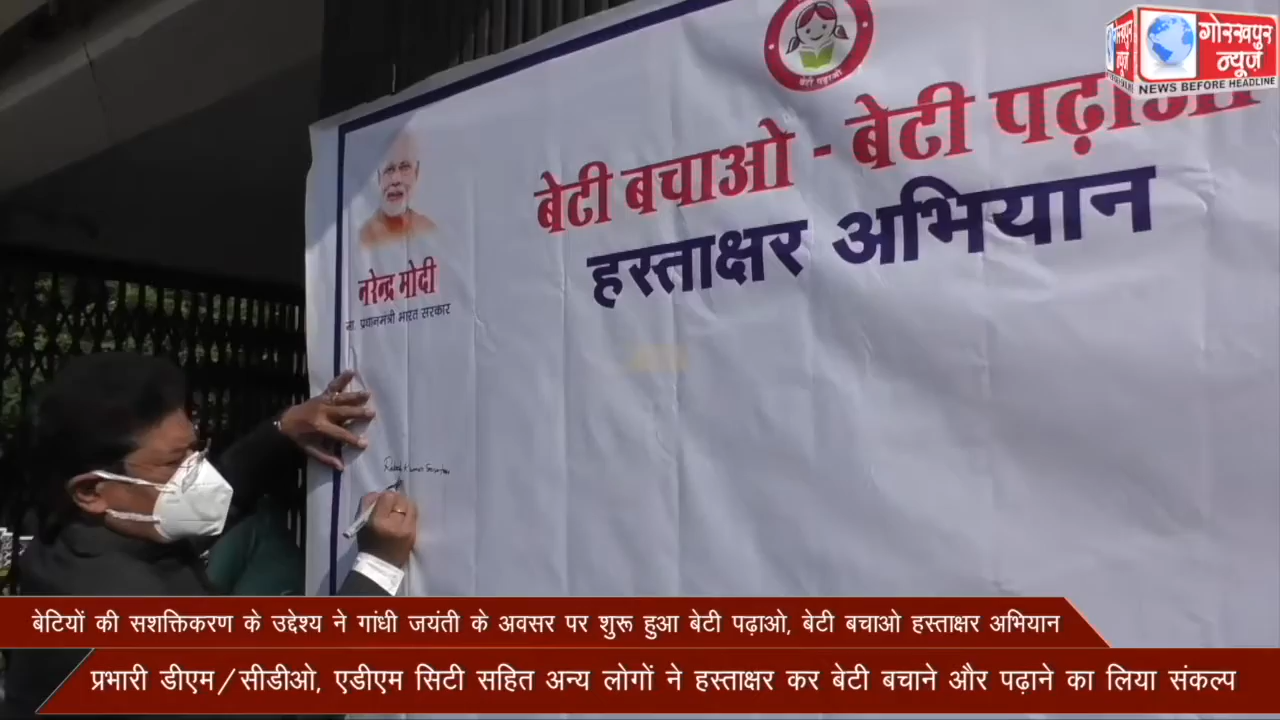 गोरखपुर
न्यूज़
NEWS BEFORE HEADLINE
बेटी पढ़ाओ
बेटी बचाओ - बेटी पढ़ाओ
हस्ताक्षर अभियान
नरेन्द्र मोदी
मा. प्रधानमंत्री भारत सरकार
बेटियों की सशक्तिकरण के उद्देश्य ने गांधी जयंती के अवसर पर शुरू हुआ बेटी पढ़ाओ, बेटी बचाओ हस्ताक्षर अभियान
प्रभारी डीएम/सीडीओ, एडीएम सिटी सहित अन्य लोगों ने हस्ताक्षर कर बेटी बचाने और पढ़ाने का लिया संकल्प